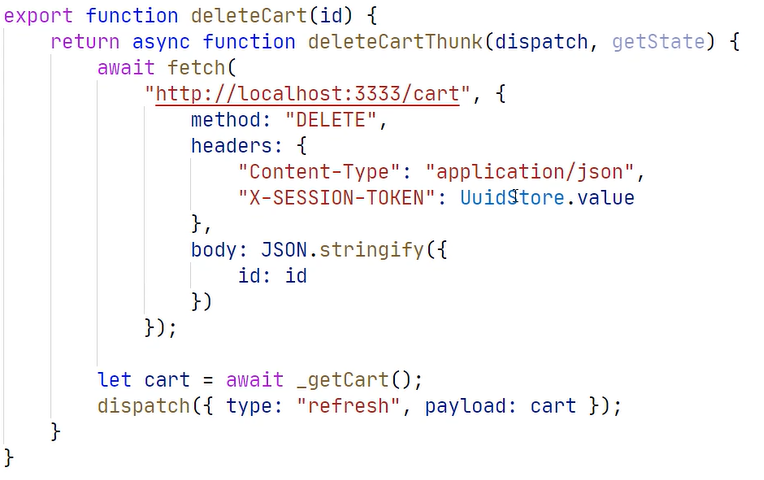 export function deleteCart(id) {
    return async function deleteCartThunk(dispatch, getState) {
        await fetch(
            "http://localhost:3333/cart", {
                method: "DELETE",
                headers: {
                    "Content-Type": "application/json",
                    "X-SESSION-TOKEN": UuidStore.value
                },
                body: JSON.stringify({
                    id: id
                })
            });

        let cart = await _getCart();
        dispatch({ type: "refresh", payload: cart });
    }
}